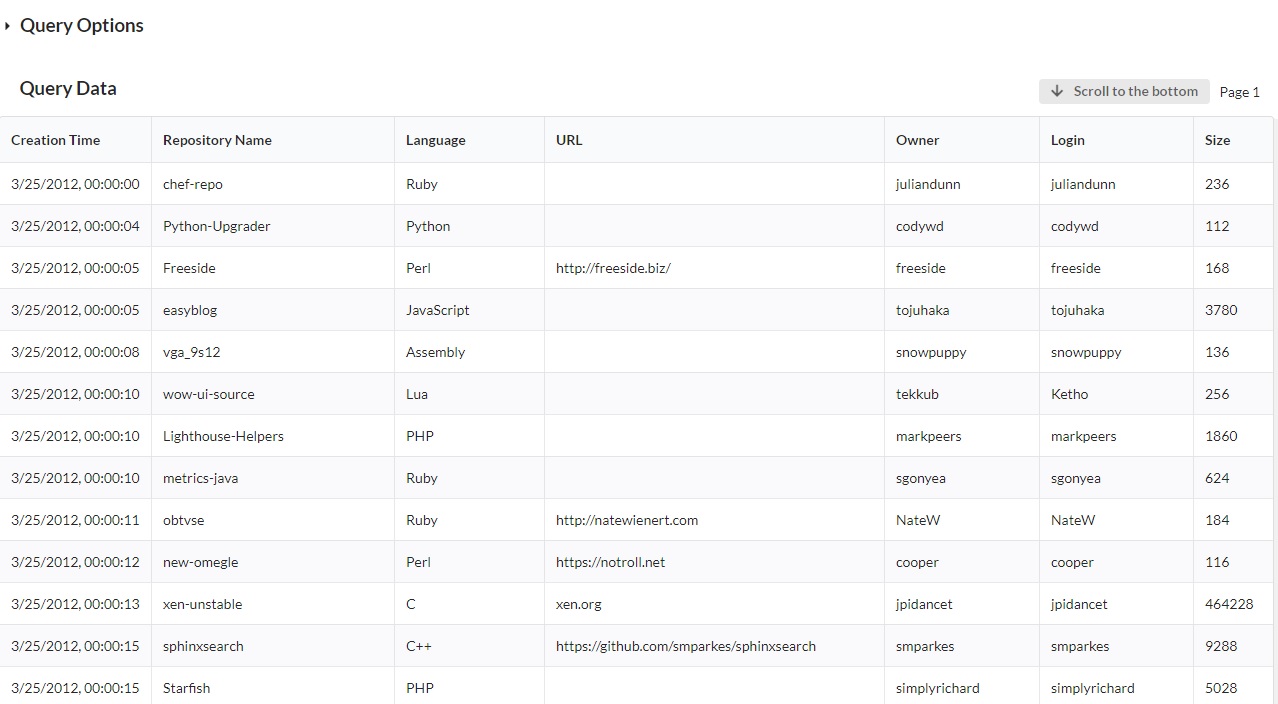 Query Options
Query Data
Scroll to the bottom Page 1
Creation Time Repository Name Language URL Owner Login Size
3/25/2012, 00:00:00 chef-repo Ruby juliandunn juliandunn 236
3/25/2012, 00:00:04 Python-Upgrader Python codywd codywd 112
3/25/2012, 00:00:05 Freeside Perl http://freeside.biz/ freeside freeside 168
3/25/2012, 00:00:05 easyblog JavaScript tojuhaka tojuhaka 3780
3/25/2012, 00:00:08 vga_9s12 Assembly snowpuppy snowpuppy 136
3/25/2012, 00:00:10 wow-ui-source Lua tekkub Ketho 256
3/25/2012, 00:00:10 Lighthouse-Helpers PHP markpeers markpeers 1860
3/25/2012, 00:00:10 metrics-java Ruby sgonyea sgonyea 624
3/25/2012, 00:00:11 obtvse Ruby http://natewienert.com NateW NateW 184
3/25/2012, 00:00:12 new-omegle Perl https://notroll.net cooper cooper 116
3/25/2012, 00:00:13 xen-unstable C xen.org jpidancet jpidancet 464228
3/25/2012, 00:00:15 sphinxsearch C++ https://github.com/smparkes/sphinxsearch smparkes smparkes 9288
3/25/2012, 00:00:15 Starfish PHP simplyrichard simplyrichard 5028